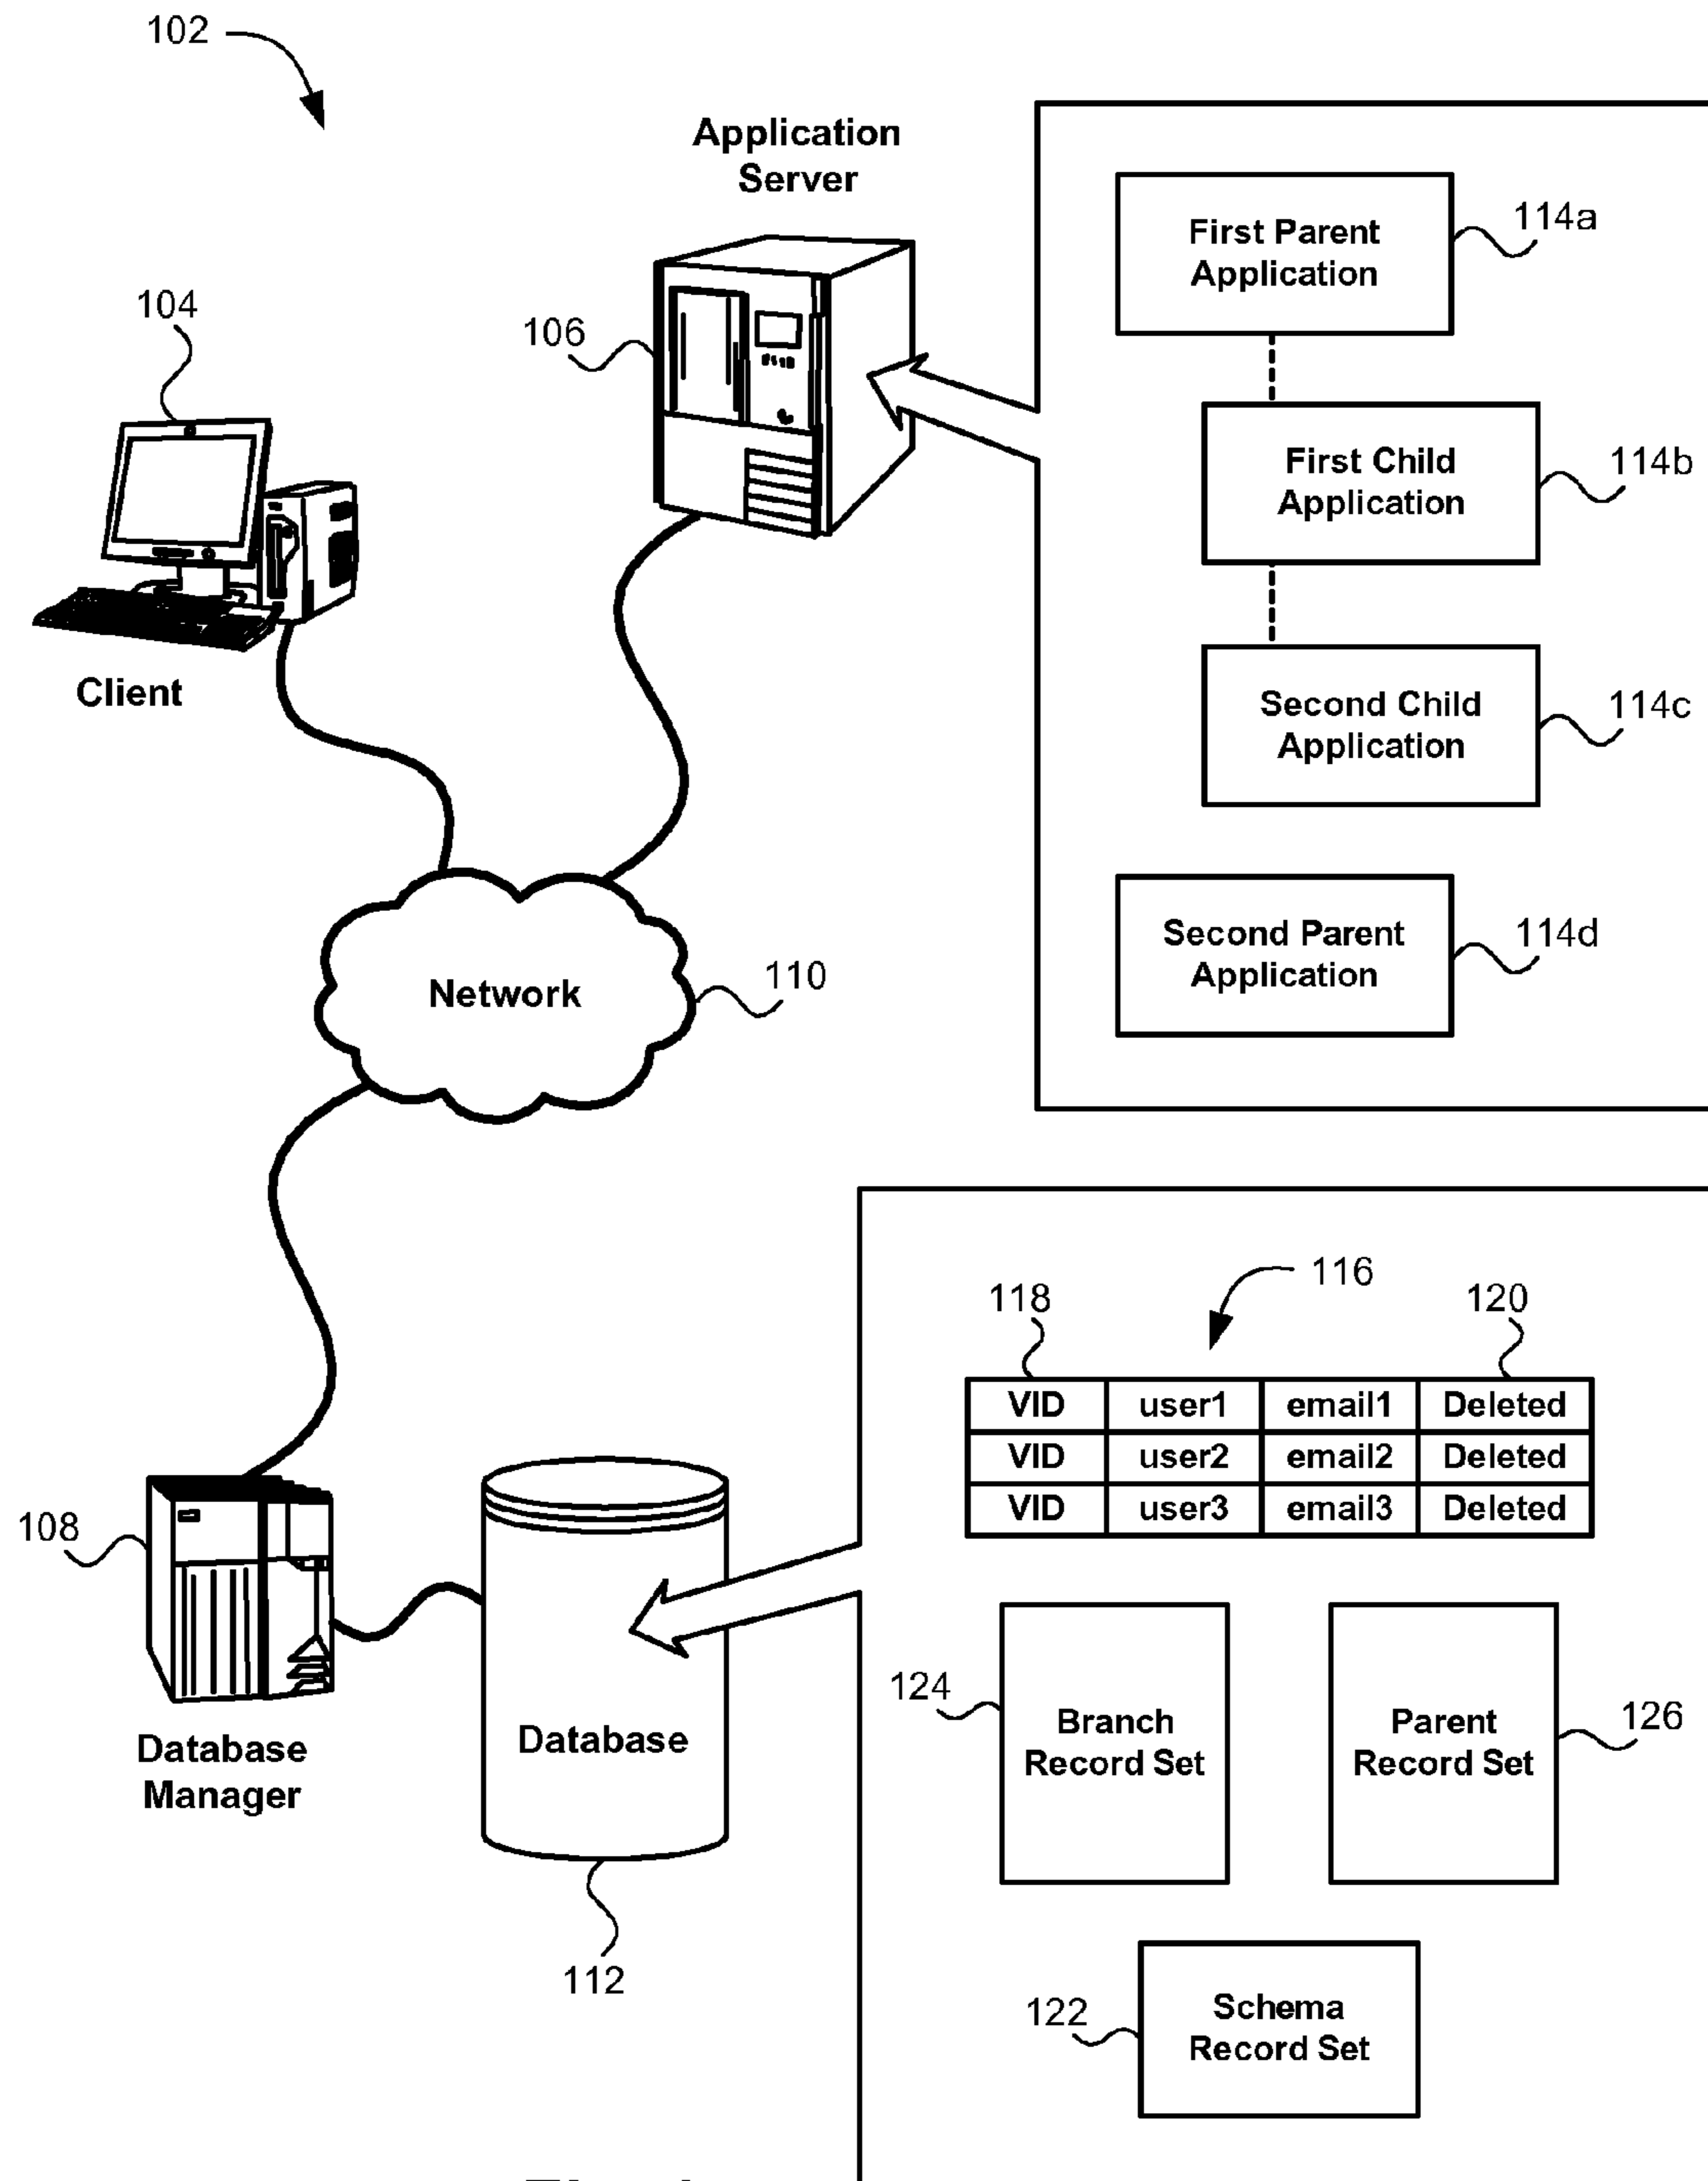 102
Application
Server
First Parent
Application
114a
104
106
First Child
Application
114b
Client
Second Child
Application
114c
Second Parent
Application
114d
Network
110
116
118
120
VID user1 email1 Deleted
VID user2 email2 Deleted
VID user3 email3 Deleted
108
Database
Manager
Database
112
124
Branch
Record Set
Parent
Record Set
126
122
Schema
Record Set